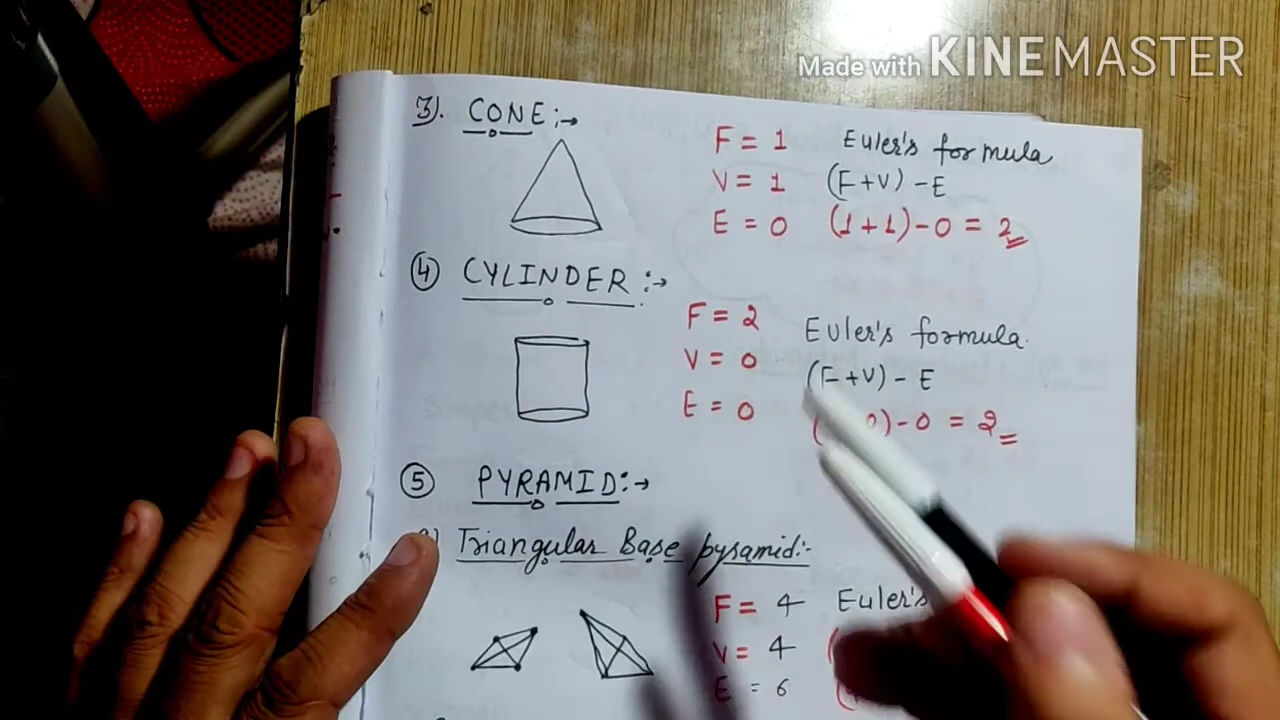 Made with KINEMASTER
3). CONE :→
F = 1
V = 1
E = 0
Euler's formula
(F+V) - E
(1+1) - 0 = 2
④ CYLINDER :→
F = 2
V = 0
E = 0
Euler's formula.
(F+V) - E
0) - 0 = 2
⑤ PYRAMID :→
Triangular Base pyramid:-
F = 4
V = 4
E = 6
Euler's